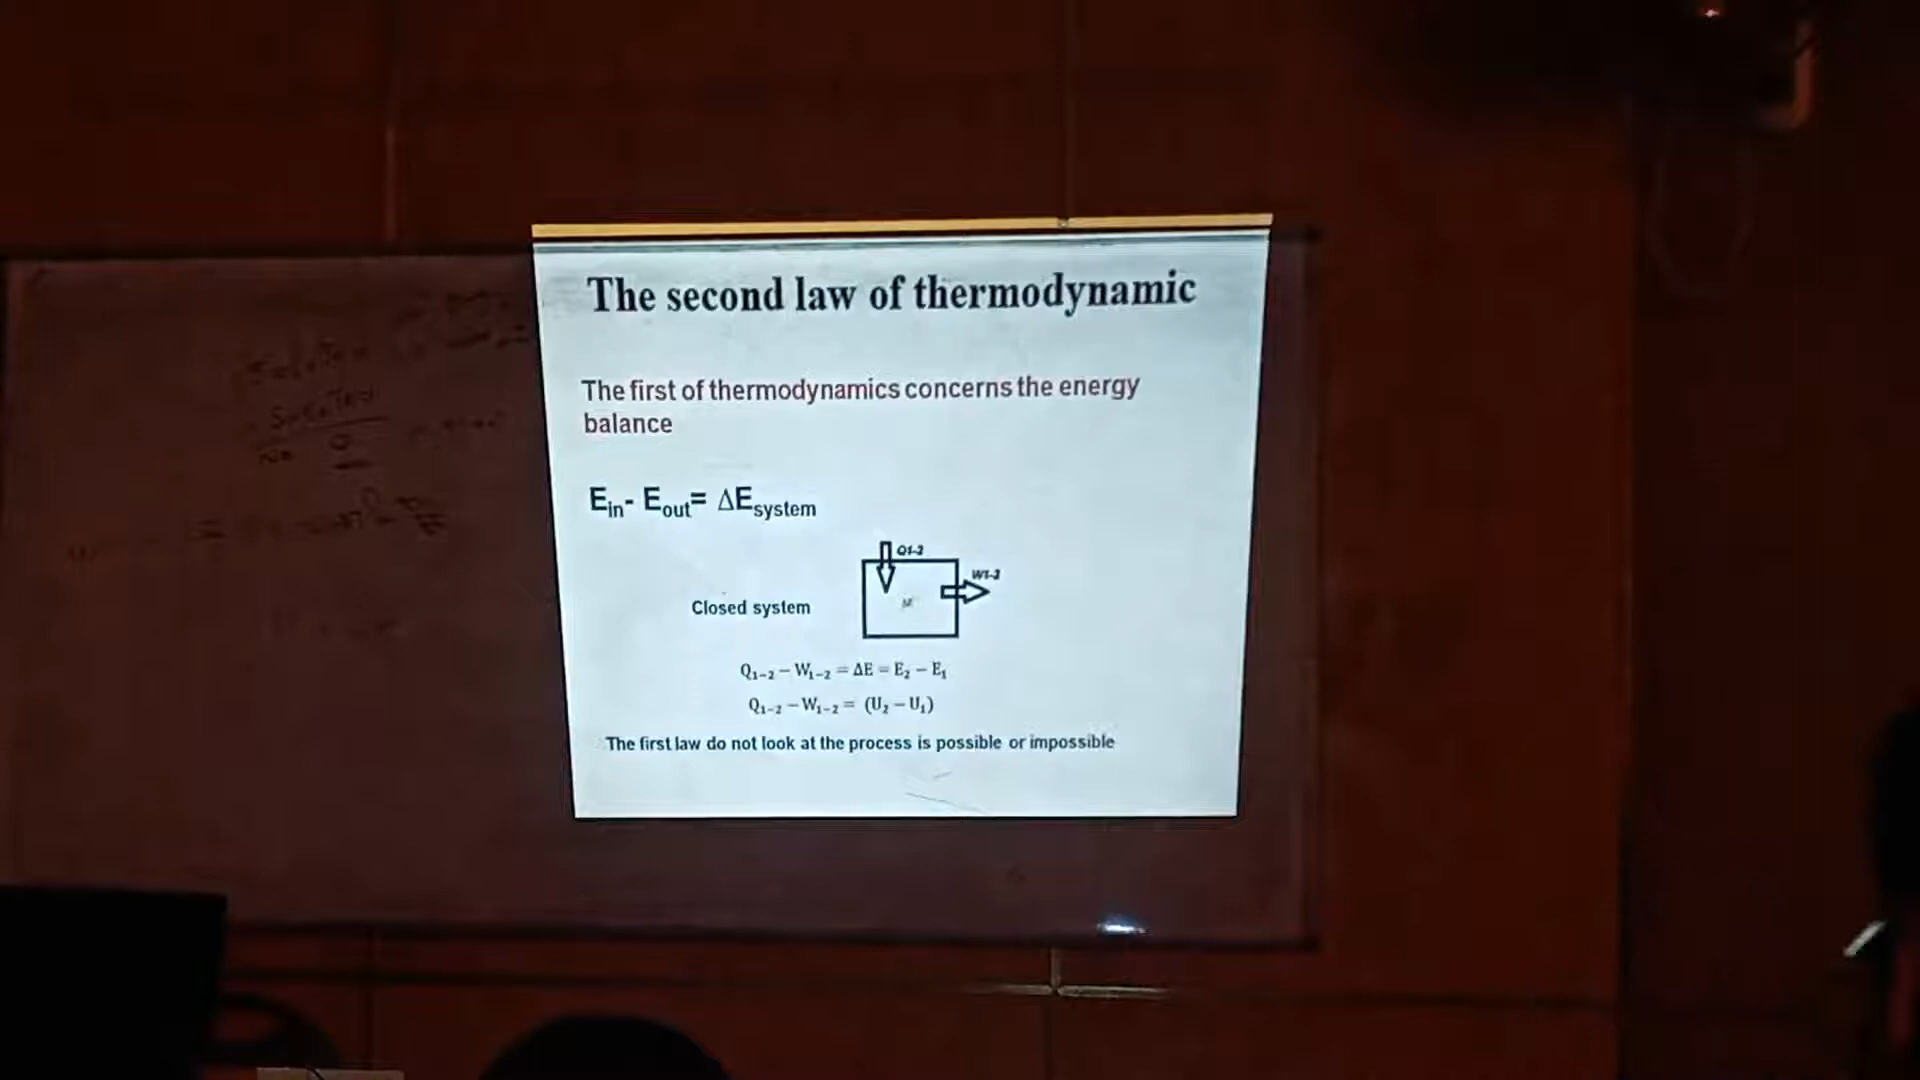 The second law of thermodynamic
The first of thermodynamics concerns the energy
balance
Ein- Eout= ΔEsystem
Q1-2
W1-2
M
Closed system
Q₁₋₂ − W₁₋₂ = ΔE = E₂ − E₁
Q₁₋₂ − W₁₋₂ = (U₂ − U₁)
The first law do not look at the process is possible or impossible